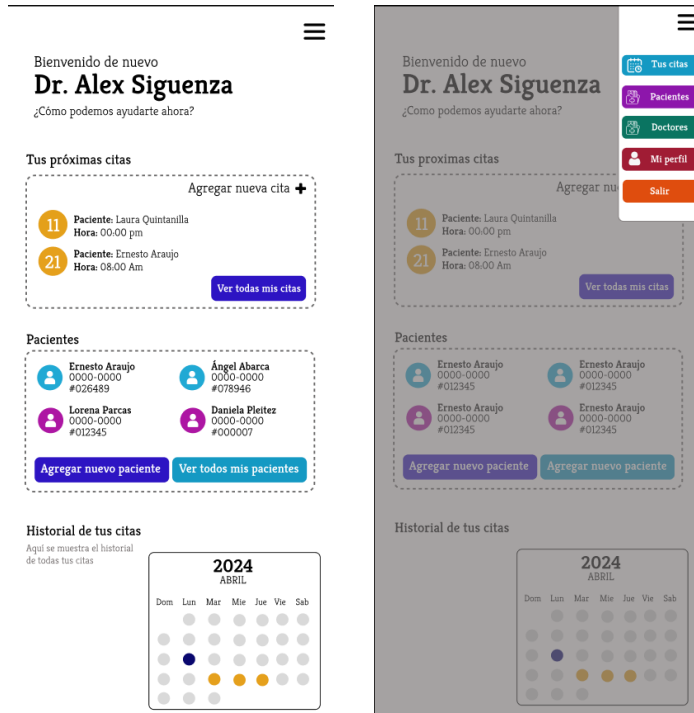 Bienvenido de nuevo
Dr. Alex Siguenza
¿Cómo podemos ayudarte ahora?
Tus próximas citas
Agregar nueva cita
11
Paciente: Laura Quintanilla
Hora: 00:00 pm
21
Paciente: Ernesto Araujo
Hora: 08:00 Am
Ver todas mis citas
Pacientes
Ernesto Araujo
0000-0000
#026489
Ángel Abarca
0000-0000
#078946
Lorena Parcas
0000-0000
#012345
Daniela Pleitez
0000-0000
#000007
Agregar nuevo paciente
Ver todos mis pacientes
Historial de tus citas
Aqui se muestra el historial
de todas tus citas
2024
ABRIL
Dom Lun Mar Mie Jue Vie Sab
Bienvenido de nuevo
Dr. Alex Siguenza
¿Como podemos ayudarte ahora?
Tus citas
Pacientes
Doctores
Mi perfil
Salir
Tus proximas citas
Agregar nu
11
Paciente: Laura Quintanilla
Hora: 00:00 pm
21
Paciente: Ernesto Araujo
Hora: 08:00 Am
Ver todas mis citas
Pacientes
Ernesto Araujo
0000-0000
#012345
Ernesto Araujo
0000-0000
#012345
Ernesto Araujo
0000-0000
#012345
Ernesto Araujo
0000-0000
#012345
Agregar nuevo paciente
Agregar nuevo paciente
Historial de tus citas
2024
ABRIL
Dom Lun Mar Mie Jue Vie Sab